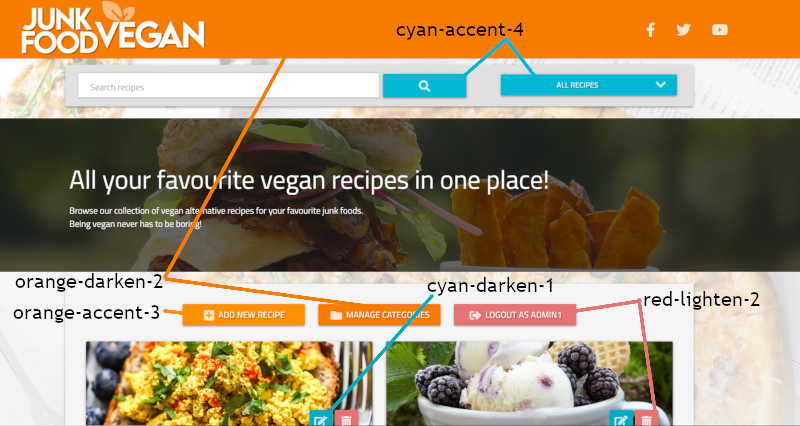 JUNK
FOOD VEGAN
cyan-accent-4
Search recipes
ALL RECIPES
All your favourite vegan recipes in one place!
Browse our collection of vegan alternative recipes for your favourite junk foods.
Being vegan never has to be boring!
orange-darken-2
cyan-darken-1
red-lighten-2
orange-accent-3
ADD NEW RECIPE
MANAGE CATEGORIES
LOGOUT AS ADMIN1